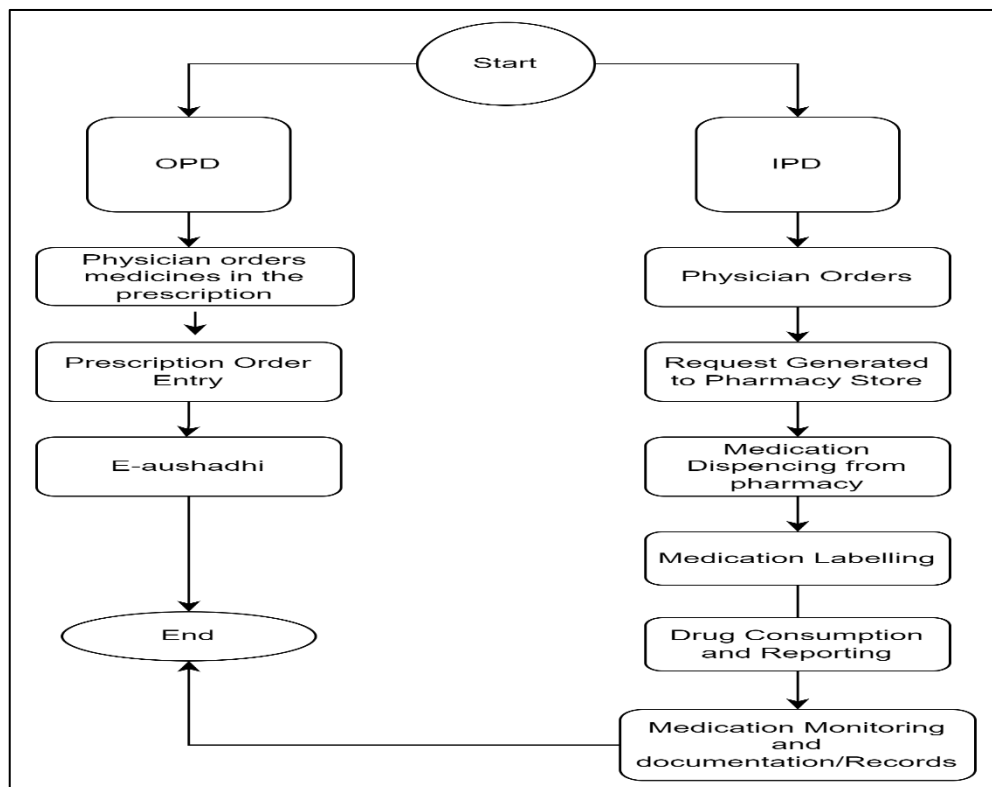 Start
OPD
IPD
Physician orders
medicines in the
prescription
Physician Orders
Prescription Order
Entry
Request Generated
to Pharmacy Store
E-aushadhi
Medication
Dispencing from
pharmacy
Medication Labelling
End
Drug Consumption
and Reporting
Medication Monitoring
and
documentation/Records